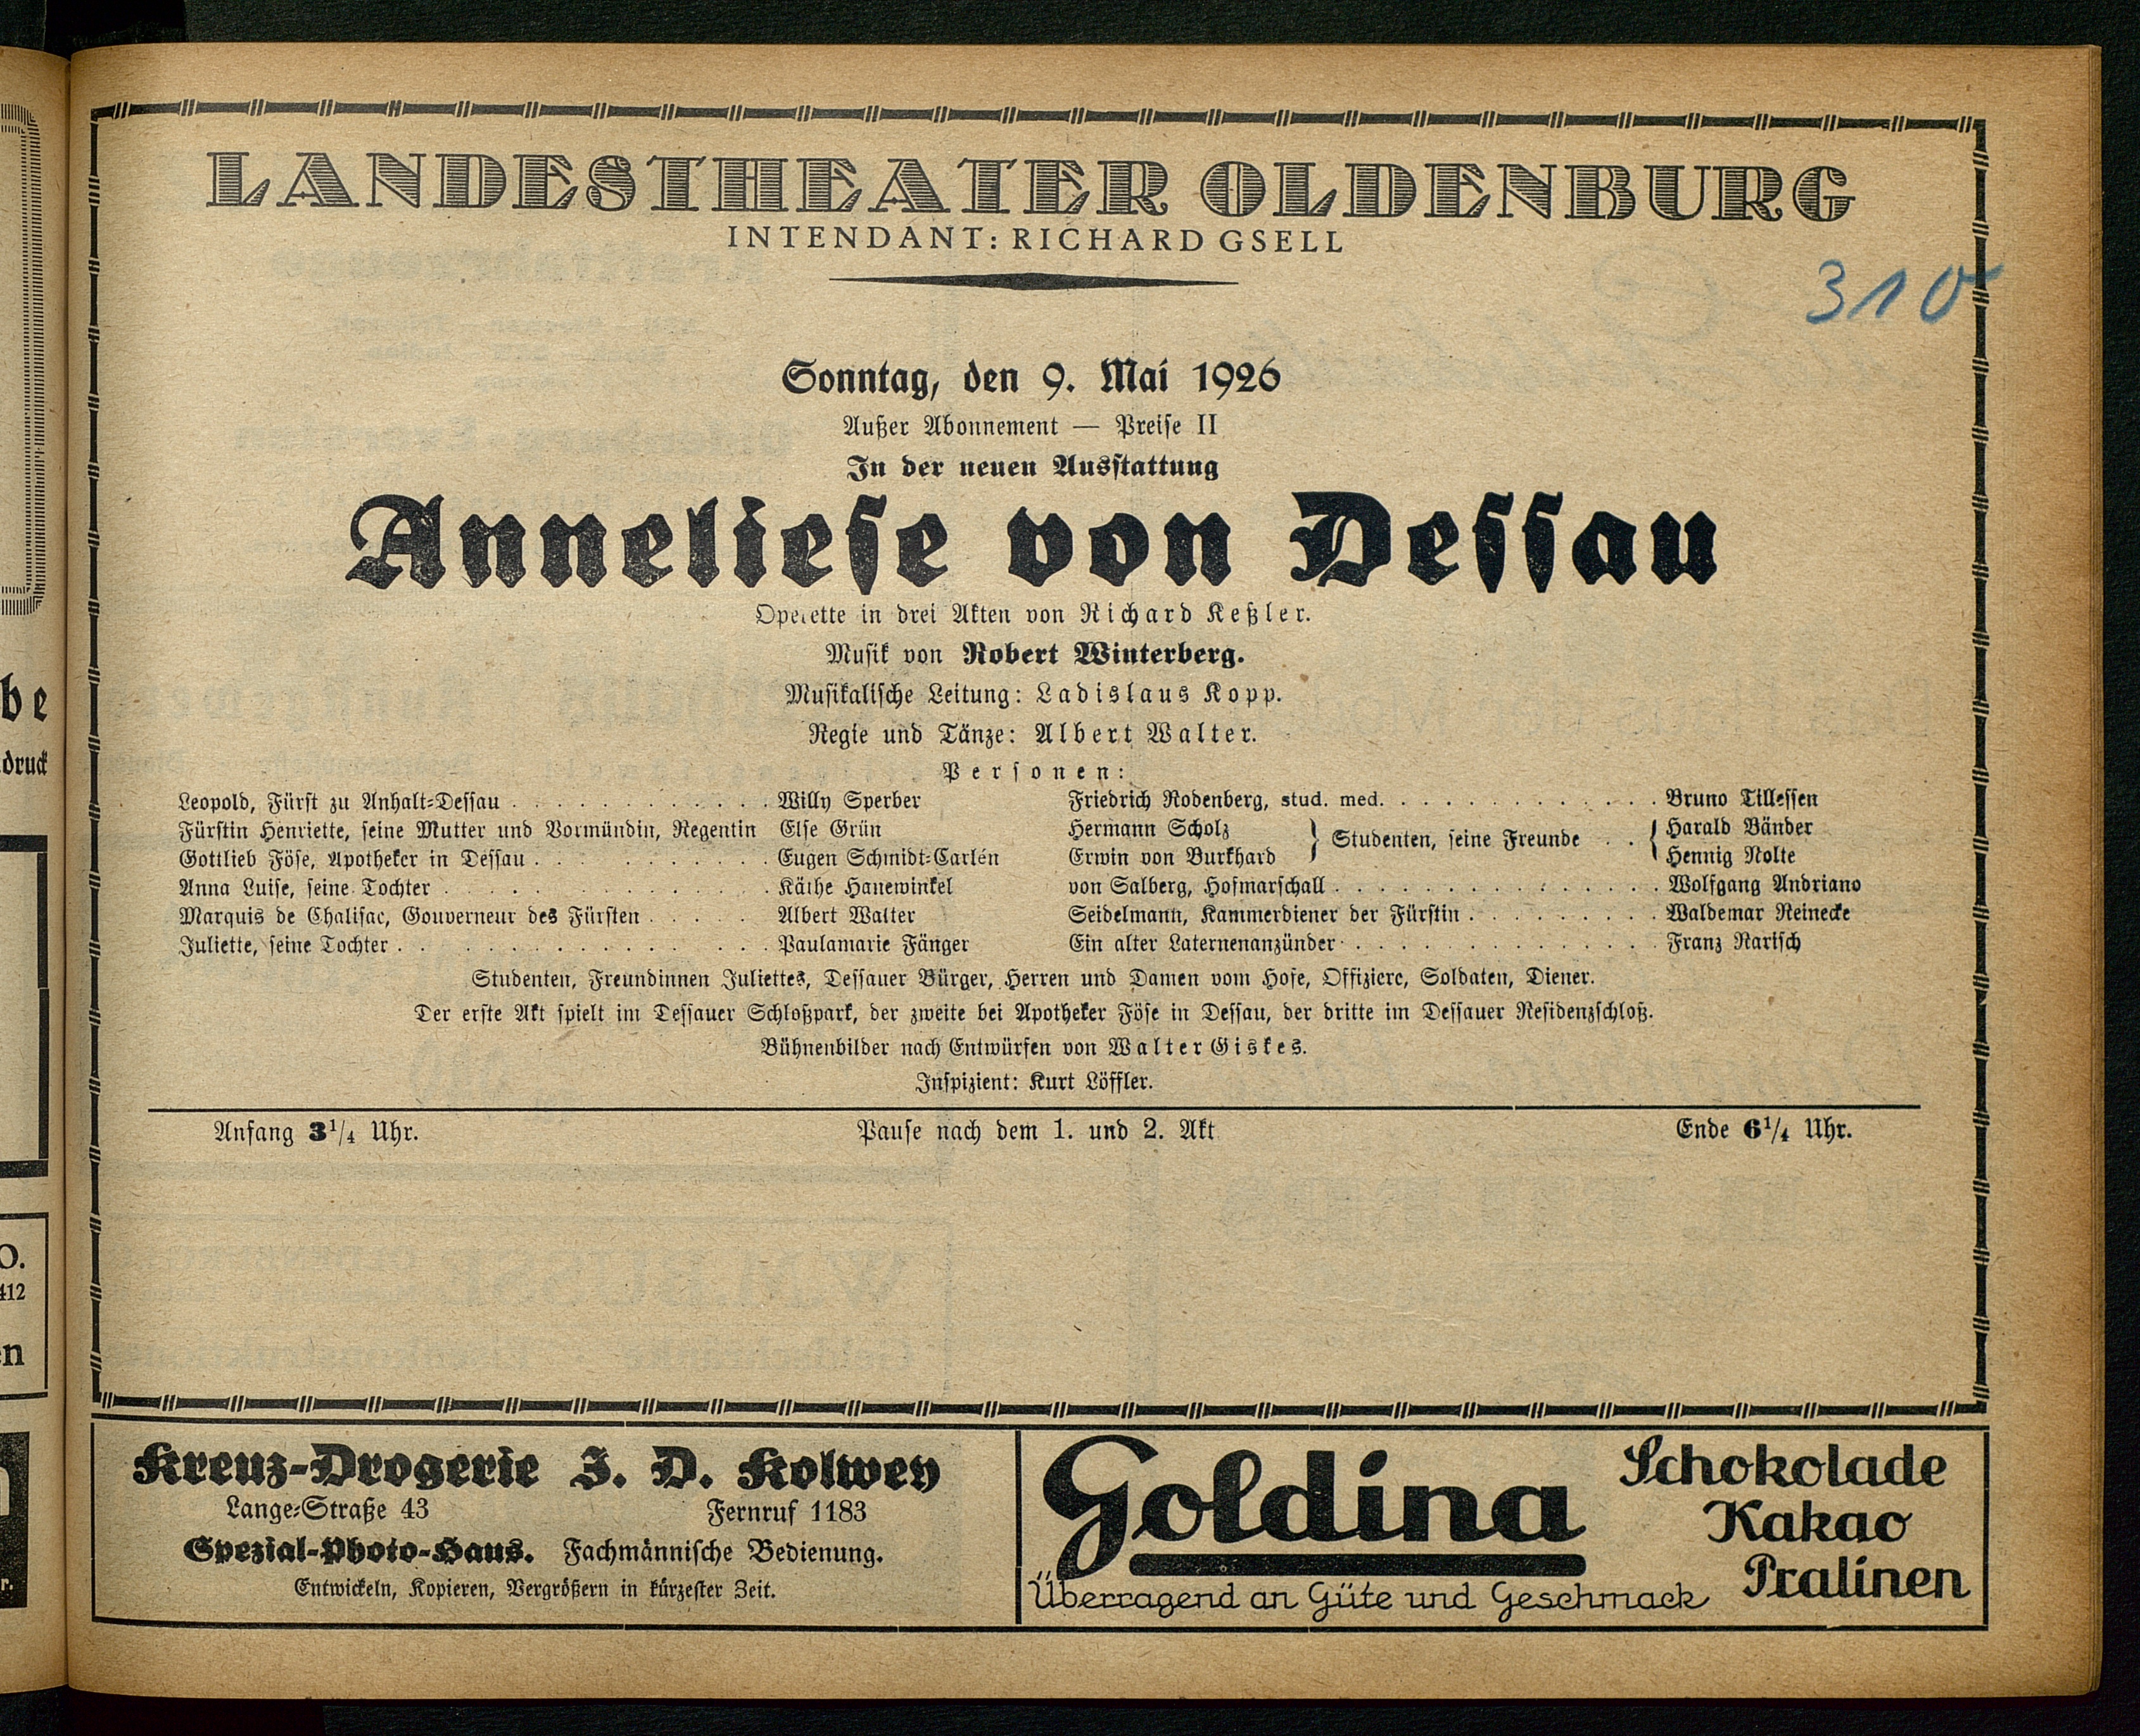 LANDESTHEATER OLDENBURG
INTENDANT: RICHARD GSELL
310
Sonntag, den 9. Mai 1926
Außer Abonnement — Preise II
In der neuen Ausstattung
Anneliese von Dessau
Operette in drei Akten von Richard Keßler.
Musik von Robert Winterberg.
Musikalische Leitung: Ladislaus Kopp.
Regie und Tänze: Albert Walter.
Personen:
Leopold, Fürst zu Anhalt-Dessau . . . . . . . . . . . . Willy Sperber
Fürstin Henriette, seine Mutter und Vormündin, Regentin Else Grün
Gottlieb Föse, Apotheker in Dessau . . . . . . . . . . . Eugen Schmidt-Carlén
Anna Luise, seine Tochter . . . . . . . . . . . . . . . Käthe Hanewinkel
Marquis de Chalisac, Gouverneur des Fürsten . . . . . Albert Walter
Juliette, seine Tochter . . . . . . . . . . . . . . . . Paulamarie Fänger
Friedrich Rodenberg, stud. med. . . . . . . . . . . . . Bruno Tillessen
Hermann Scholz } Studenten, seine Freunde . . { Harald Bänder
Erwin von Burkhard } { Hennig Nolte
von Salberg, Hofmarschall . . . . . . . . . . . . . . . Wolfgang Andriano
Seidelmann, Kammerdiener der Fürstin . . . . . . . . . Waldemar Reinecke
Ein alter Laternenanzünder . . . . . . . . . . . . . . Franz Rarisch
Studenten, Freundinnen Juliettes, Dessauer Bürger, Herren und Damen vom Hofe, Offiziere, Soldaten, Diener.
Der erste Akt spielt im Dessauer Schloßpark, der zweite bei Apotheker Föse in Dessau, der dritte im Dessauer Residenzschloß.
Bühnenbilder nach Entwürfen von Walter Giskes.
Inspizient: Kurt Löffler.
Anfang 3¹/₄ Uhr. Pause nach dem 1. und 2. Akt Ende 6¹/₄ Uhr.
Kreuz-Drogerie J. D. Kolwey
Lange-Straße 43 Fernruf 1183
Spezial-Photo-Haus. Fachmännische Bedienung.
Entwickeln, Kopieren, Vergrößern in kürzester Zeit.
Goldina
Überragend an Güte und Geschmack
Schokolade
Kakao
Pralinen
be
druck
O.
412
en